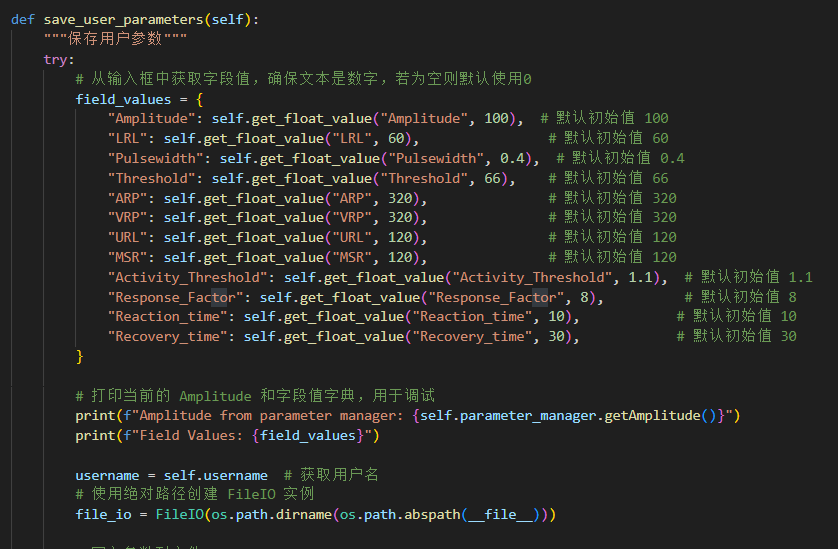 def save_user_parameters(self):
    """保存用户参数"""
    try:
        # 从输入框中获取字段值，确保文本是数字，若为空则默认使用0
        field_values = {
            "Amplitude": self.get_float_value("Amplitude", 100),  # 默认初始值 100
            "LRL": self.get_float_value("LRL", 60),               # 默认初始值 60
            "Pulsewidth": self.get_float_value("Pulsewidth", 0.4),  # 默认初始值 0.4
            "Threshold": self.get_float_value("Threshold", 66),    # 默认初始值 66
            "ARP": self.get_float_value("ARP", 320),               # 默认初始值 320
            "VRP": self.get_float_value("VRP", 320),               # 默认初始值 320
            "URL": self.get_float_value("URL", 120),               # 默认初始值 120
            "MSR": self.get_float_value("MSR", 120),               # 默认初始值 120
            "Activity_Threshold": self.get_float_value("Activity_Threshold", 1.1),  # 默认初始值 1.1
            "Response_Factor": self.get_float_value("Response_Factor", 8),          # 默认初始值 8
            "Reaction_time": self.get_float_value("Reaction_time", 10),            # 默认初始值 10
            "Recovery_time": self.get_float_value("Recovery_time", 30),            # 默认初始值 30
        }
        # 打印当前的 Amplitude 和字段值字典，用于调试
        print(f"Amplitude from parameter manager: {self.parameter_manager.getAmplitude()}")
        print(f"Field Values: {field_values}")
        username = self.username  # 获取用户名
        # 使用绝对路径创建 FileIO 实例
        file_io = FileIO(os.path.dirname(os.path.abspath(__file__)))